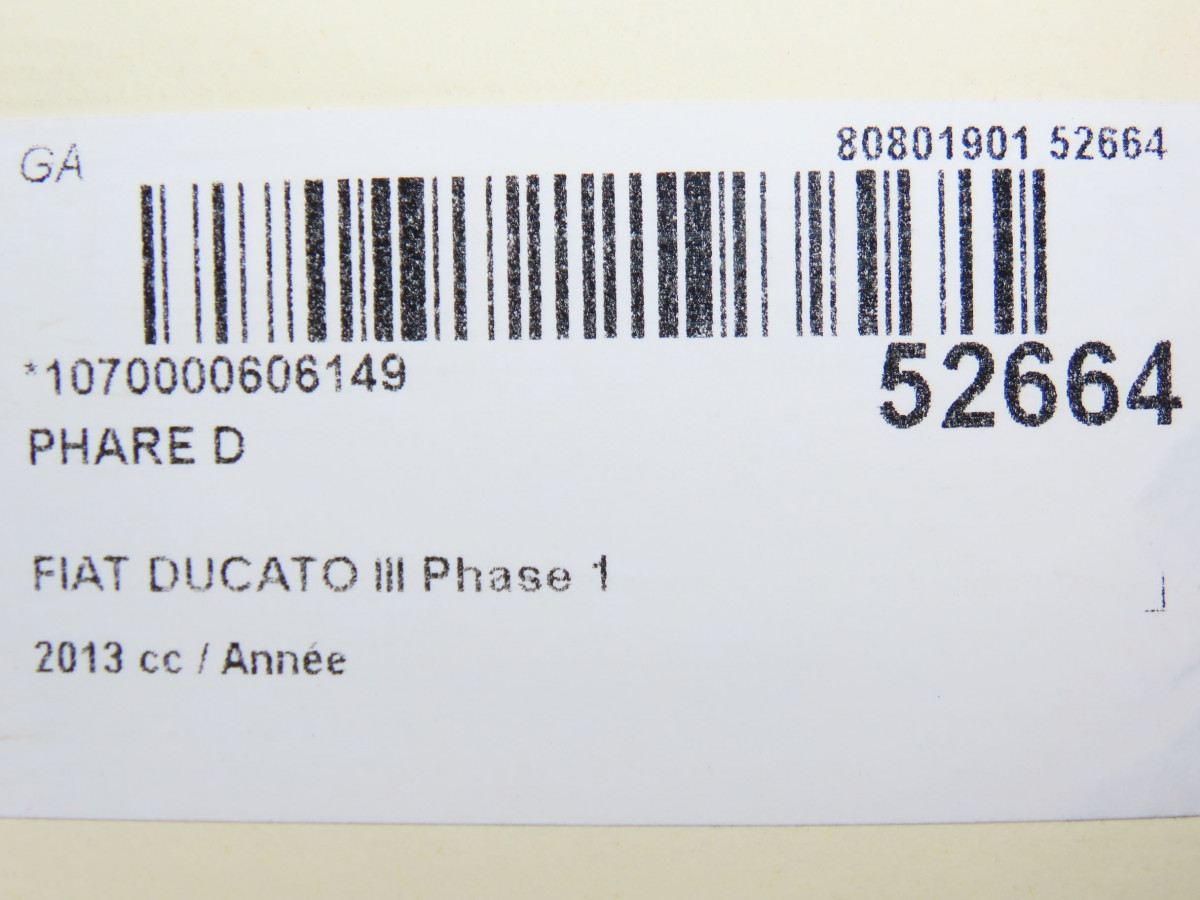 GA
80801901 52664
*1070000606149
52664
PHARE D
FIAT DUCATO III Phase 1
2013 cc / Année